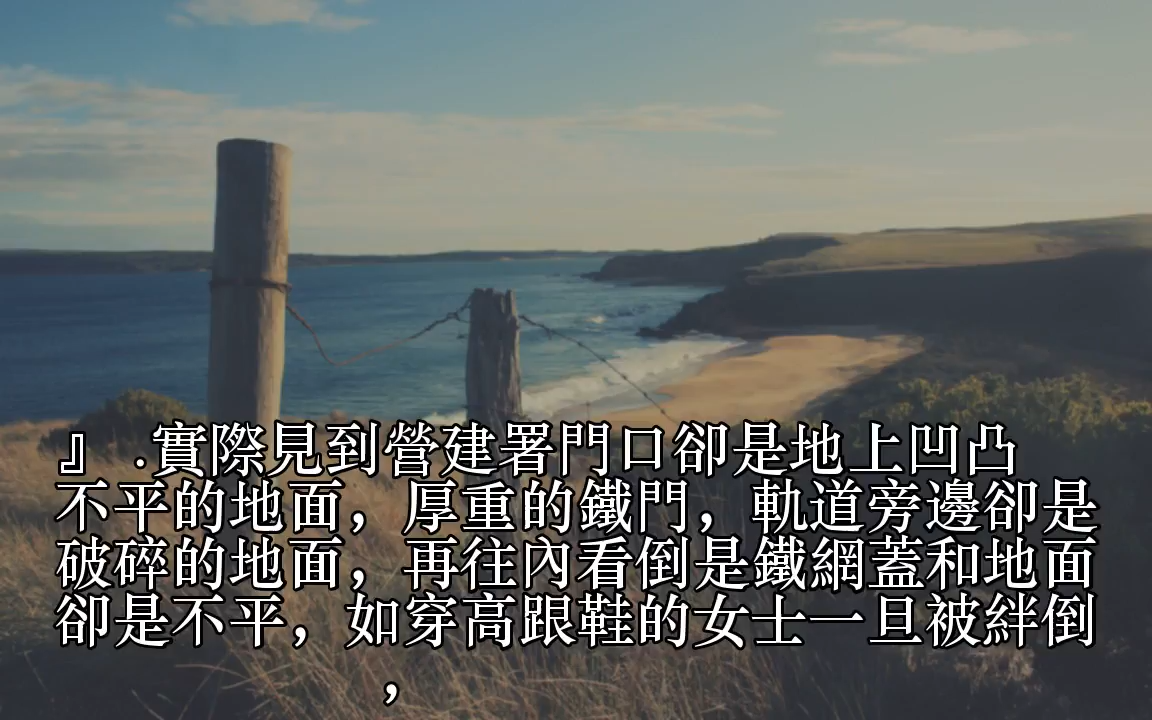 』 .實際見到營建署門口卻是地上凹凸
不平的地面，厚重的鐵門，軌道旁邊卻是
破碎的地面，再往內看倒是鐵網蓋和地面
卻是不平，如穿高跟鞋的女士一旦被絆倒
，